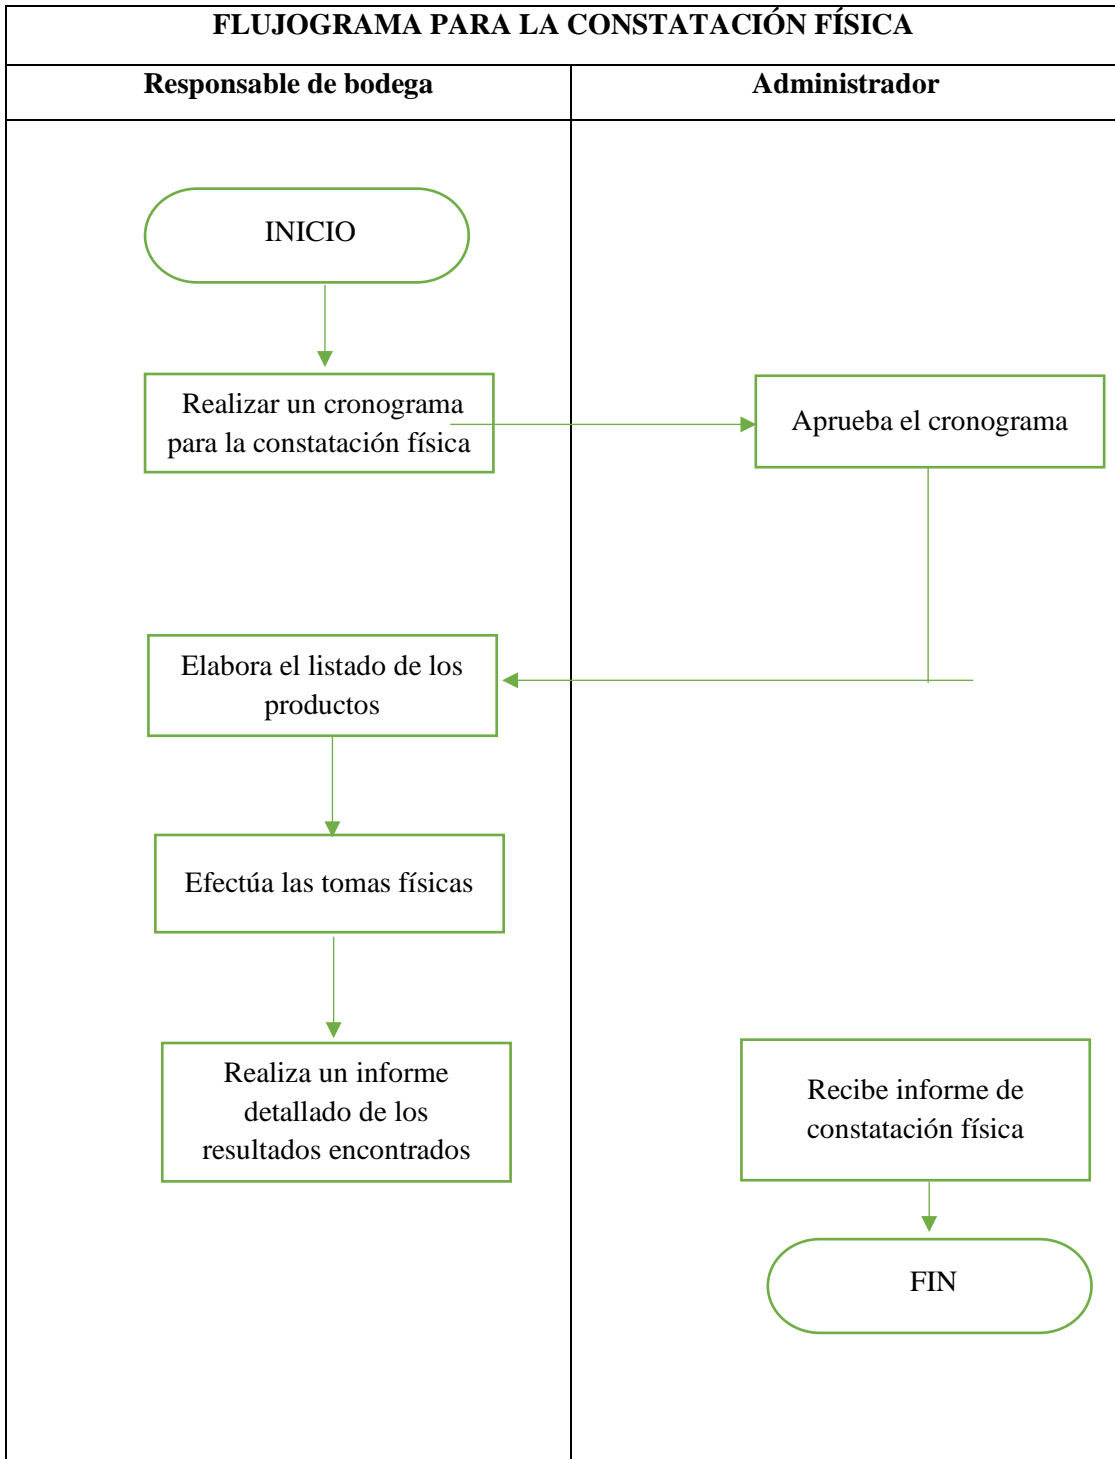 FLUJOGRAMA PARA LA CONSTATACIÓN FÍSICA
Responsable de bodega
Administrador
INICIO
Realizar un cronograma
para la constatación física
Aprueba el cronograma
Elabora el listado de los
productos
Efectúa las tomas físicas
Realiza un informe
detallado de los
resultados encontrados
Recibe informe de
constatación física
FIN